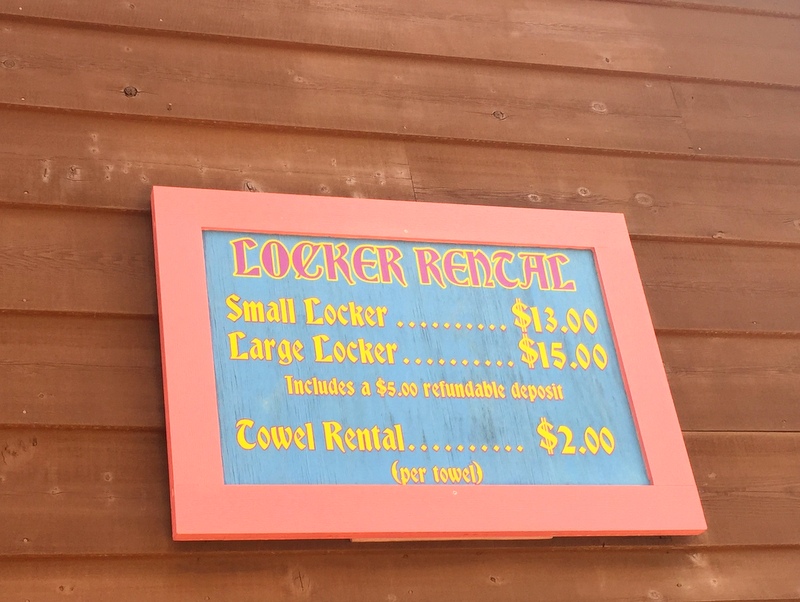 LOCKER RENTAL
Small Locker .......... $13.00
Large Locker .......... $15.00
Includes a $5.00 refundable deposit
Towel Rental.......... $2.00
(per towel)